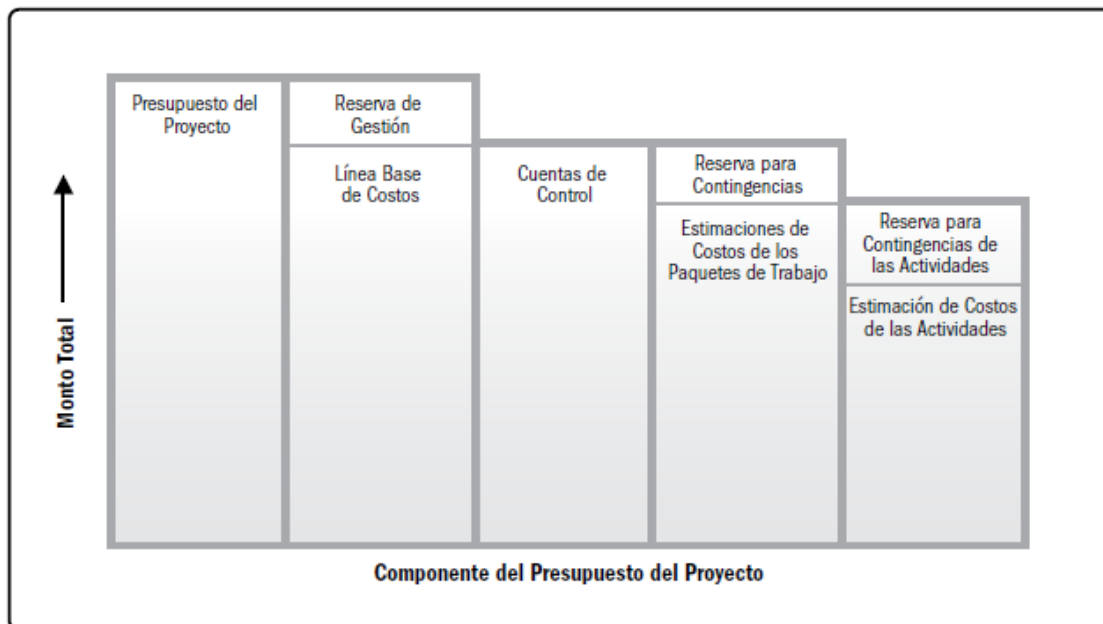 Presupuesto del
Proyecto
Reserva de
Gestión
Línea Base
de Costos
Cuentas de
Control
Reserva para
Contingencias
Estimaciones de
Costos de los
Paquetes de Trabajo
Reserva para
Contingencias de
las Actividades
Estimación de Costos
de las Actividades
Monto Total
Componente del Presupuesto del Proyecto